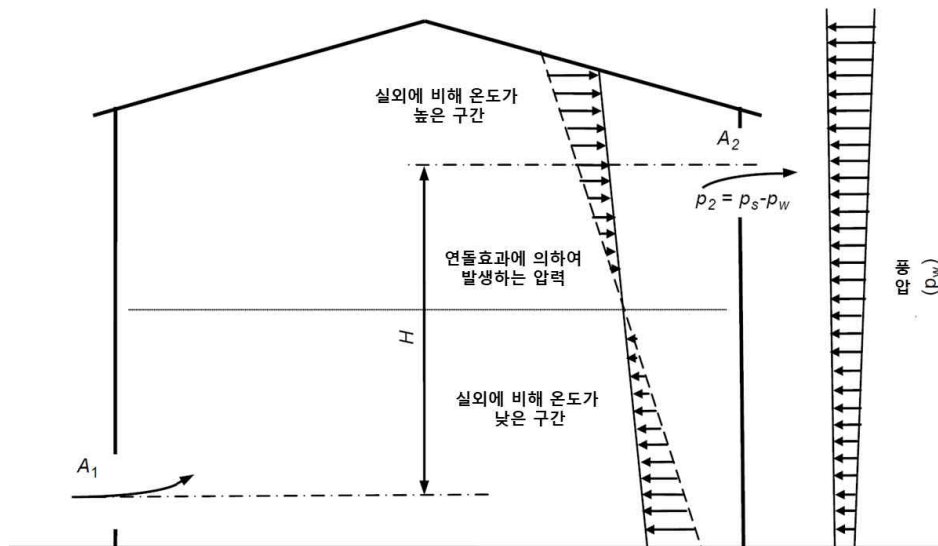 실외에 비해 온도가
높은 구간
A₂
p₂ = pₛ-p_w
연돌효과에 의하여
발생하는 압력
풍압
(p_w)
H
실외에 비해 온도가
낮은 구간
A₁